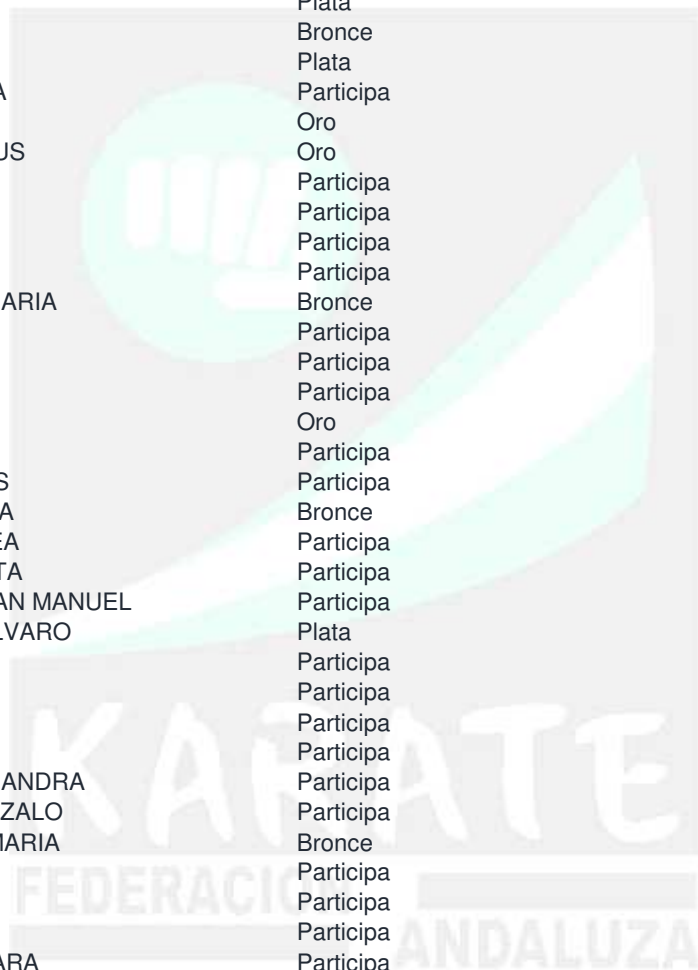 Plata
Bronce
Plata
A Participa
Oro
US Oro
Participa
Participa
Participa
Participa
ARIA Bronce
Participa
Participa
Participa
Oro
Participa
S Participa
A Bronce
EA Participa
TA Participa
AN MANUEL Participa
LVARO Plata
Participa
Participa
Participa
Participa
ANDRA Participa
ZALO Participa
MARIA Bronce
Participa
Participa
Participa
ARA Participa
KARATE
FEDERACION
ANDALUZA